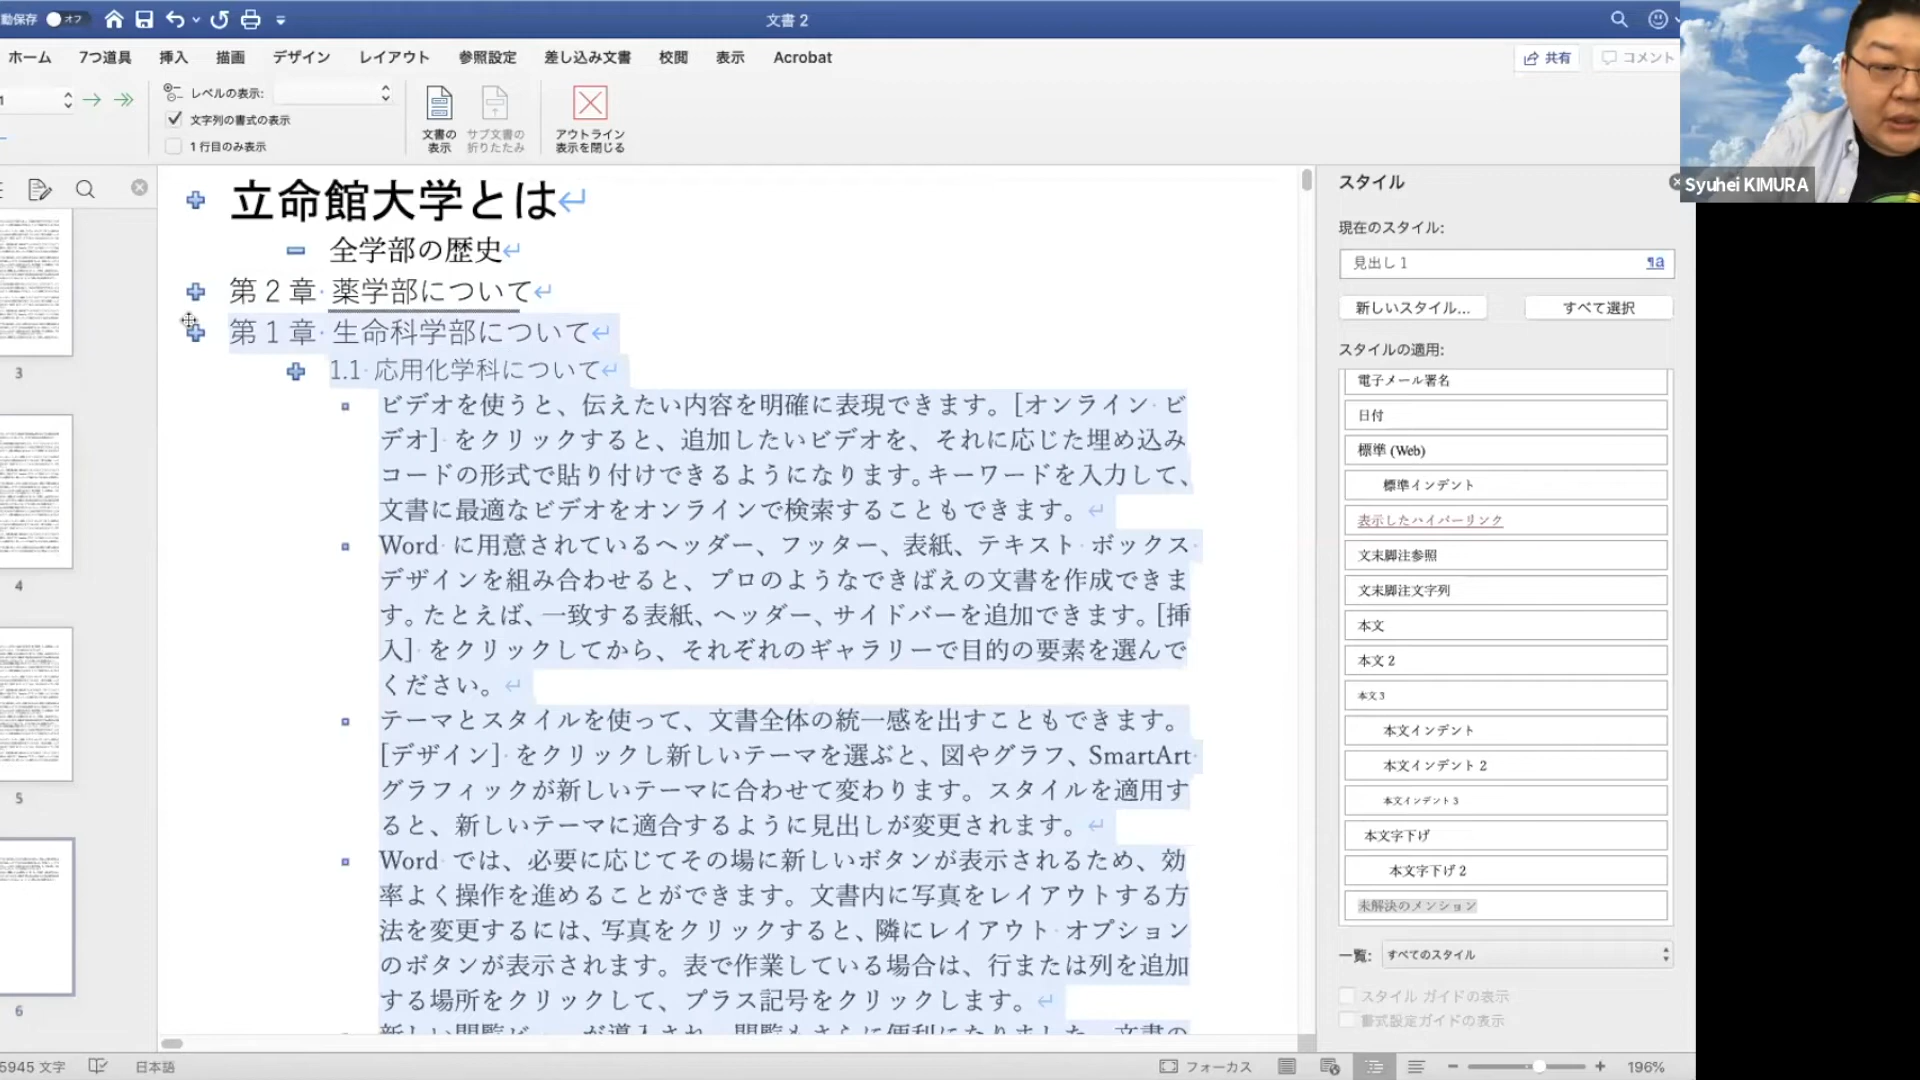 動保存 オフ
文書 2
ホーム 7つ道具 挿入 描画 デザイン レイアウト 参照設定 差し込み文書 校閲 表示 Acrobat
共有 コメント
1
レベルの表示:
文字列の書式の表示
1 行目のみ表示
文書の
表示
サブ文書の
折りたたみ
アウトライン
表示を閉じる
Syuhei KIMURA
3
4
5
6
立命館大学とは
全学部の歴史
第 2 章 薬学部について
第 1 章 生命科学部について
1.1 応用化学科について
ビデオを使うと、伝えたい内容を明確に表現できます。[オンライン ビ
デオ] をクリックすると、追加したいビデオを、それに応じた埋め込み
コードの形式で貼り付けできるようになります。キーワードを入力して、
文書に最適なビデオをオンラインで検索することもできます。
Word に用意されているヘッダー、フッター、表紙、テキスト ボックス
デザインを組み合わせると、プロのようなできばえの文書を作成できま
す。たとえば、一致する表紙、ヘッダー、サイドバーを追加できます。[挿
入] をクリックしてから、それぞれのギャラリーで目的の要素を選んで
ください。
テーマとスタイルを使って、文書全体の統一感を出すこともできます。
[デザイン] をクリックし新しいテーマを選ぶと、図やグラフ、SmartArt
グラフィックが新しいテーマに合わせて変わります。スタイルを適用す
ると、新しいテーマに適合するように見出しが変更されます。
Word では、必要に応じてその場に新しいボタンが表示されるため、効
率よく操作を進めることができます。文書内に写真をレイアウトする方
法を変更するには、写真をクリックすると、隣にレイアウト オプション
のボタンが表示されます。表で作業している場合は、行または列を追加
する場所をクリックして、プラス記号をクリックします。
スタイル
現在のスタイル:
見出し 1 ¶a
新しいスタイル... すべて選択
スタイルの適用:
電子メール署名
日付
標準 (Web)
標準インデント
表示したハイパーリンク
文末脚注参照
文末脚注文字列
本文
本文 2
本文 3
本文インデント
本文インデント 2
本文インデント 3
本文字下げ
本文字下げ 2
未解決のメンション
一覧: すべてのスタイル
スタイル ガイドの表示
書式設定ガイドの表示
5945 文字 日本語
フォーカス
196%